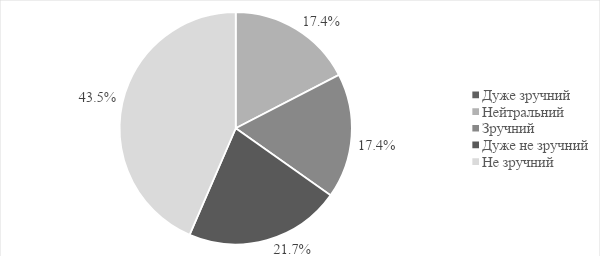 17.4%
43.5%
17.4%
21.7%
Дуже зручний
Нейтральний
Зручний
Дуже не зручний
Не зручний